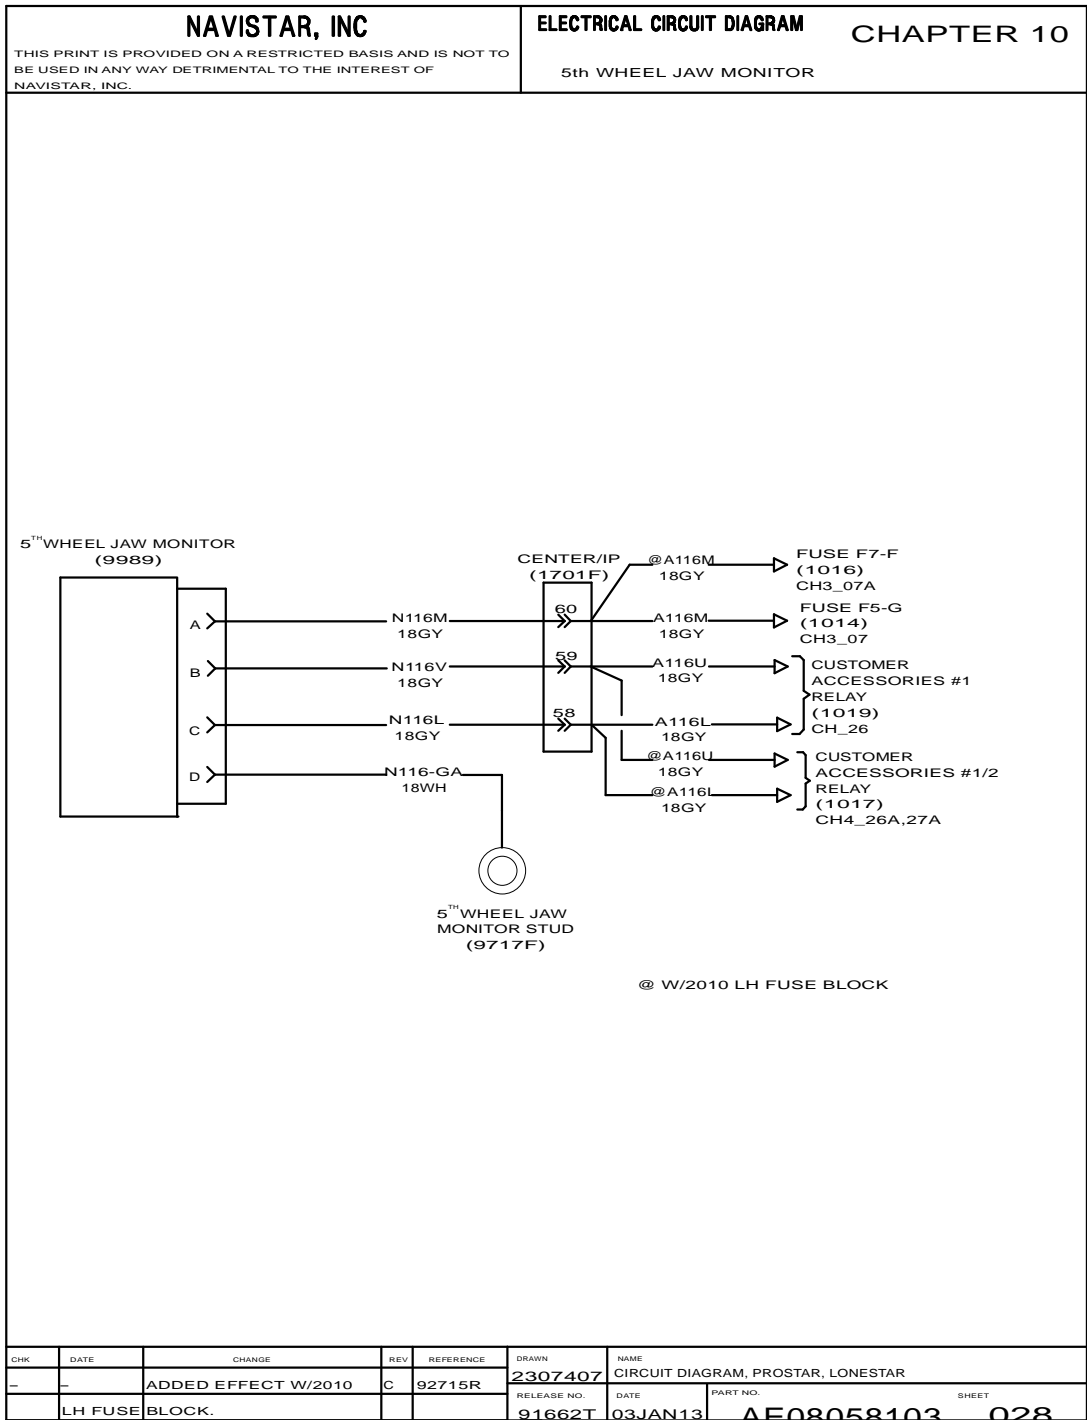 NAVISTAR, INC
THIS PRINT IS PROVIDED ON A RESTRICTED BASIS AND IS NOT TO
BE USED IN ANY WAY DETRIMENTAL TO THE INTEREST OF
NAVISTAR, INC.
ELECTRICAL CIRCUIT DIAGRAM
CHAPTER 10
5th WHEEL JAW MONITOR
5TH WHEEL JAW MONITOR
(9989)
A
B
C
D
N116M
18GY
N116V
18GY
N116L
18GY
N116-GA
18WH
CENTER/IP
(1701F)
60
59
58
@A116M
18GY
A116M
18GY
A116U
18GY
A116L
18GY
@A116U
18GY
@A116L
18GY
FUSE F7-F
(1016)
CH3_07A
FUSE F5-G
(1014)
CH3_07
CUSTOMER
ACCESSORIES #1
RELAY
(1019)
CH_26
CUSTOMER
ACCESSORIES #1/2
RELAY
(1017)
CH4_26A,27A
5TH WHEEL JAW
MONITOR STUD
(9717F)
@ W/2010 LH FUSE BLOCK
CHK DATE CHANGE REV REFERENCE
– – ADDED EFFECT W/2010 C 92715R
LH FUSE BLOCK.
DRAWN
2307407
NAME
CIRCUIT DIAGRAM, PROSTAR, LONESTAR
RELEASE NO.
91662T
DATE
03JAN13
PART NO.
AE08058103
SHEET
028